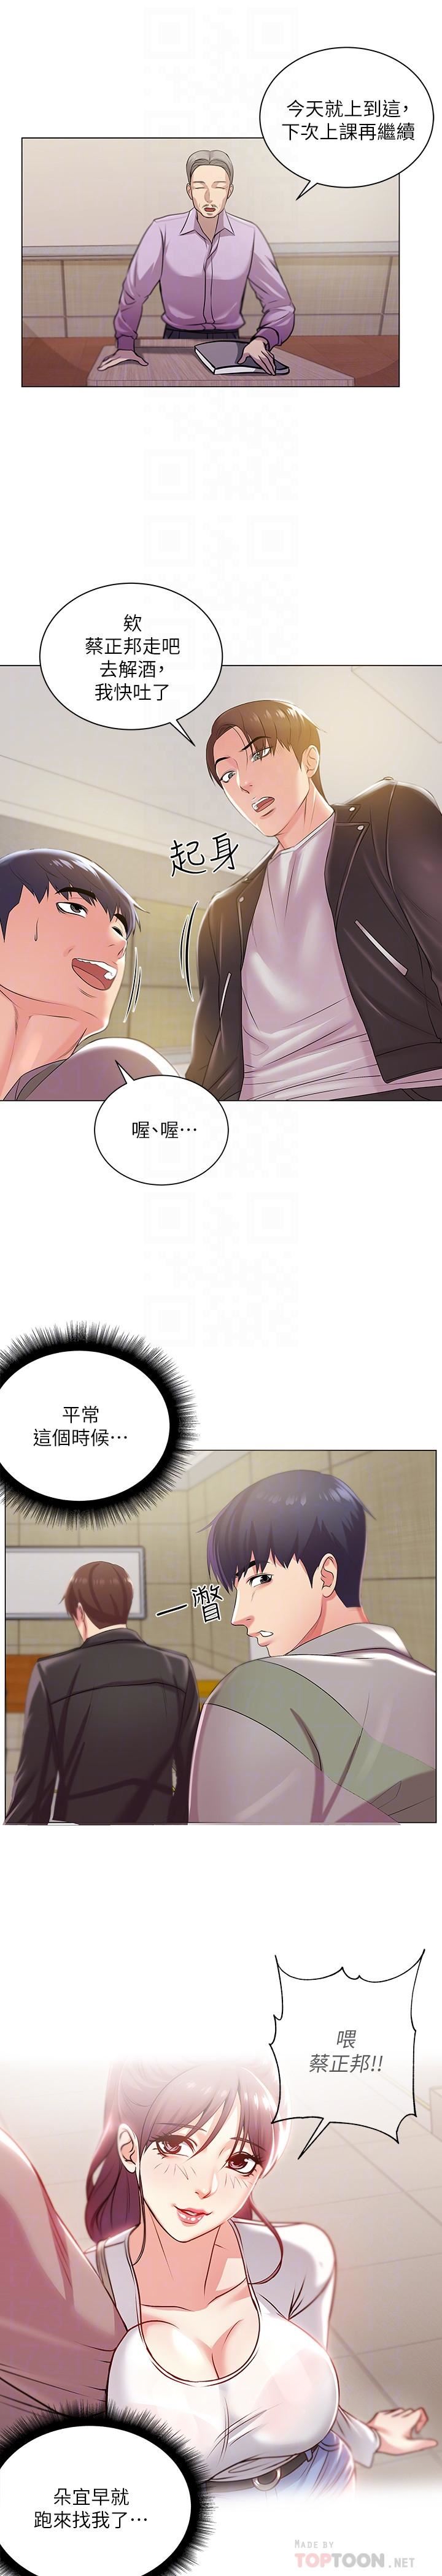 今天就上到這，
下次上課再繼續
欸
蔡正邦走吧
去解酒，
我快吐了
起身
喔、喔…
平常
這個時候…
一瞥
喂
蔡正邦!!
朵宜早就
跑來找我了…
MADE BY
TOPTOON.NET